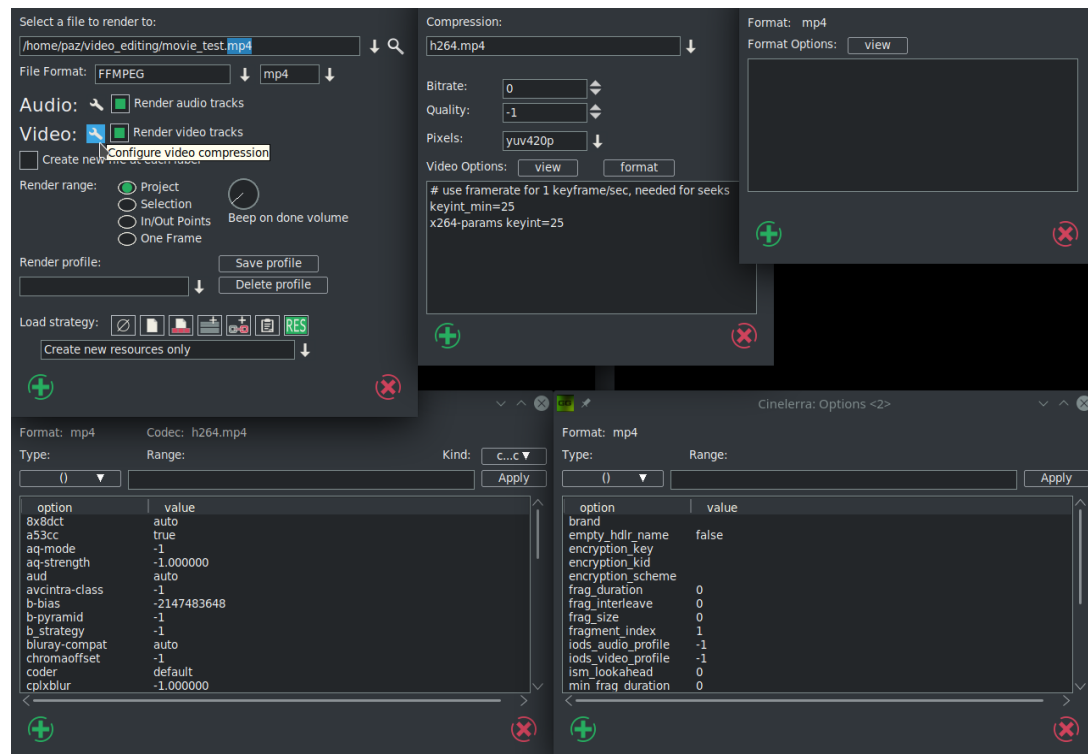 Select a file to render to:
/home/paz/video_editing/movie_test.mp4
File Format: FFMPEG mp4
Audio: Render audio tracks
Video: Render video tracks
Configure video compression
Create new
Render range: Project
Selection
In/Out Points
One Frame
Beep on done volume
Render profile: Save profile
Delete profile
Load strategy: RES
Create new resources only
Compression:
h264.mp4
Bitrate: 0
Quality: -1
Pixels: yuv420p
Video Options: view format
# use framerate for 1 keyframe/sec, needed for seeks
keyint_min=25
x264-params keyint=25
Format: mp4
Format Options: view
Format: mp4 Codec: h264.mp4
Type: Range: Kind: c...c
() Apply
option value
8x8dct auto
a53cc true
aq-mode -1
aq-strength -1.000000
aud auto
avcintra-class -1
b-bias -2147483648
b-pyramid -1
b_strategy -1
bluray-compat auto
chromaoffset -1
coder default
cplxblur -1.000000
Cinelerra: Options <2>
Format: mp4
Type: Range:
() Apply
option value
brand
empty_hdlr_name false
encryption_key
encryption_kid
encryption_scheme
frag_duration 0
frag_interleave 0
frag_size 0
fragment_index 1
iods_audio_profile -1
iods_video_profile -1
ism_lookahead 0
min_frag_duration 0